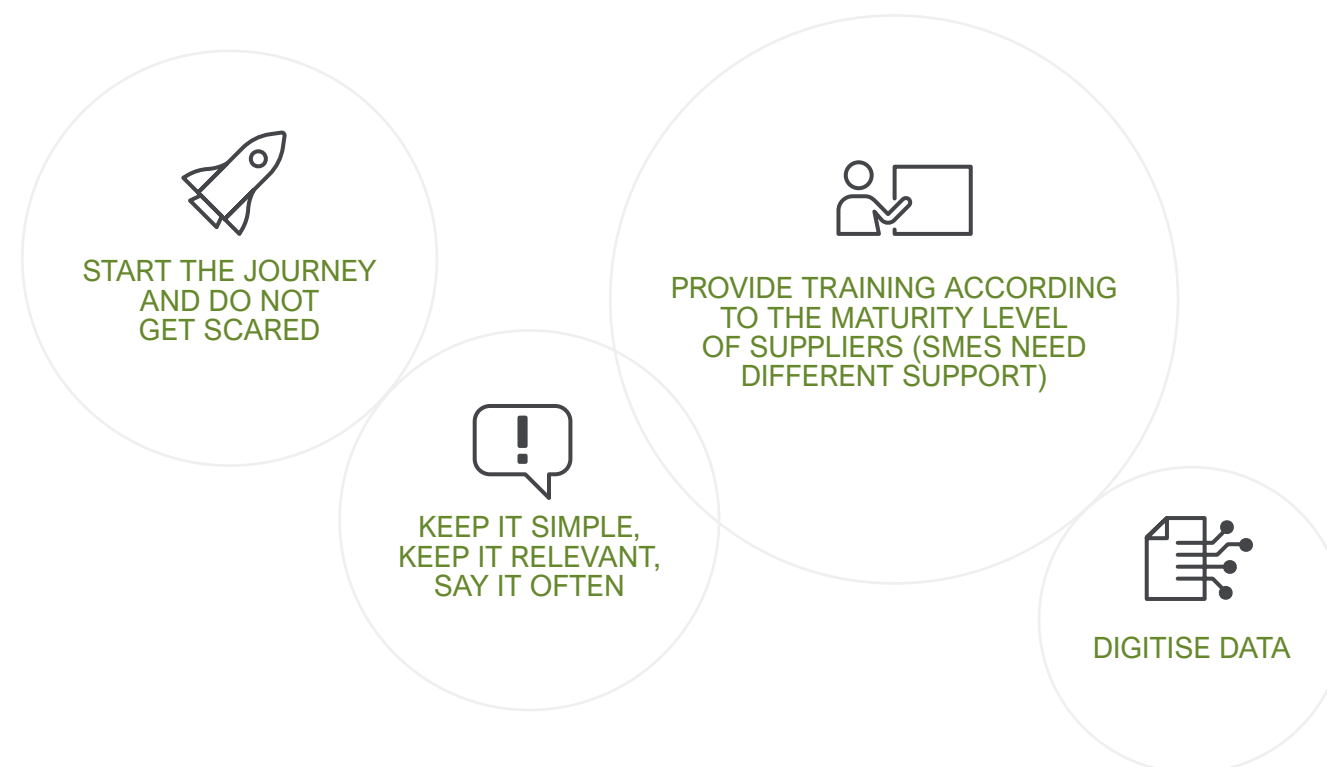 START THE JOURNEY
AND DO NOT
GET SCARED
KEEP IT SIMPLE,
KEEP IT RELEVANT,
SAY IT OFTEN
PROVIDE TRAINING ACCORDING
TO THE MATURITY LEVEL
OF SUPPLIERS (SMES NEED
DIFFERENT SUPPORT)
DIGITISE DATA